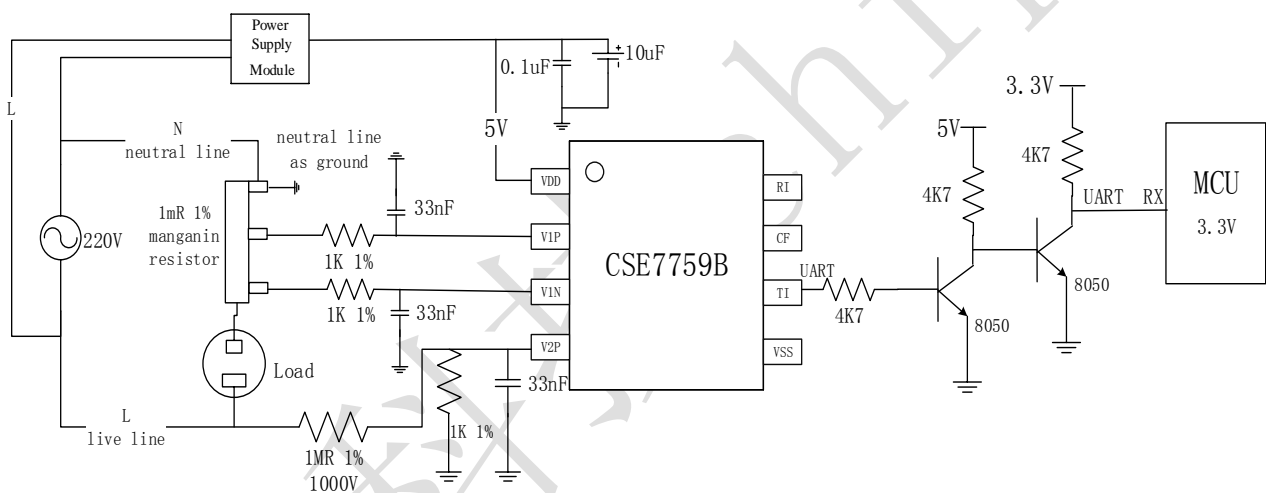 Power
Supply
Module
0.1uF
10uF
L
N
neutral line
neutral line
as ground
5V
3.3V
5V
4K7
4K7
UART RX
MCU
3.3V
220V
1mR 1%
manganin
resistor
1K 1%
33nF
1K 1%
33nF
VDD
V1P
V1N
V2P
CSE7759B
RI
CF
TI
VSS
UART
4K7
8050
8050
Load
L
live line
1MR 1%
1000V
1K 1%
33nF